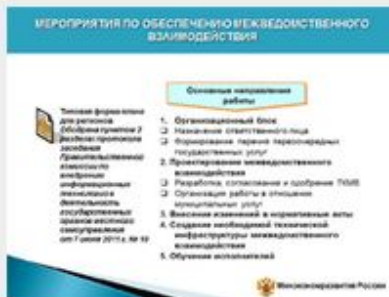 МЕРОПРИЯТИЯ ПО ОБЕСПЕЧЕНИЮ МЕЖВЕДОМСТВЕННОГО
ВЗАИМОДЕЙСТВИЯ
Основные направления
работы
Типовая форма плана
для регионов
Одобрена пунктом 2
раздела протокола
заседания
Правительственной
комиссии по
внедрению
информационных
технологий в
деятельность
государственных
органов местного
самоуправления
от 7 июня 2011 г. №
1. Организационный блок
Назначение ответственного лица
Формирование перечня первоочередных
государственных услуг
2. Проектирование межведомственного
взаимодействия
Разработка, согласование и одобрение ТКМВ
Организация работы в отношении
муниципальных услуг
3. Внесение изменений в нормативные акты
4. Создание необходимой технической
инфраструктуры межведомственного
взаимодействия
5. Обучение исполнителей
Минэкономразвития России